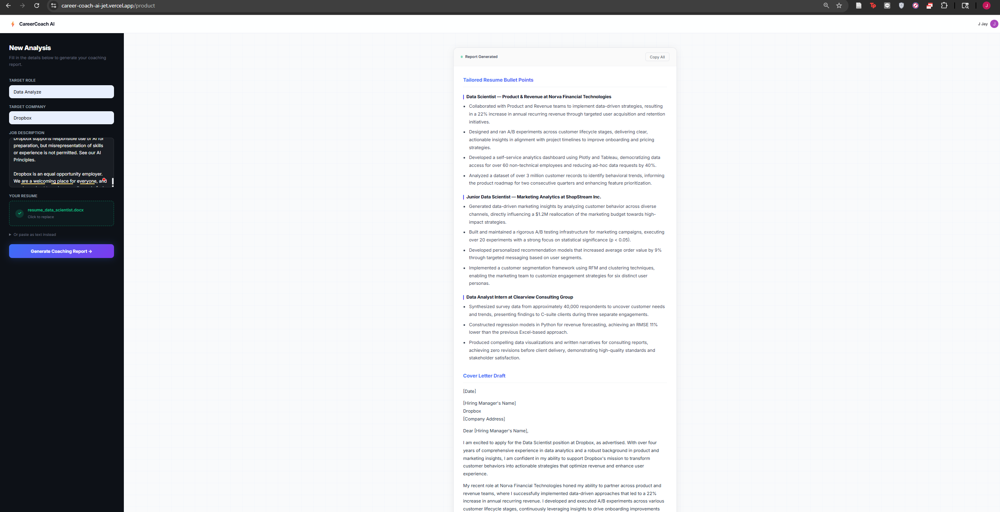 career-coach-ai-jet.vercel.app/product
Tp
J
CareerCoach AI
J Jay
J
New Analysis
Fill in the details below to generate your coaching
report.
TARGET ROLE
Data Analyze
TARGET COMPANY
Dropbox
JOB DESCRIPTION
Dropbox supports responsible use of AI for
preparation, but misrepresentation of skills
or experience is not permitted. See our AI
Principles.
Dropbox is an equal opportunity employer.
We are a welcoming place for everyone, and
YOUR RESUME
resume_data_scientist.docx
Click to replace
Or paste as text instead
Generate Coaching Report →
Report Generated
Copy All
Tailored Resume Bullet Points
Data Scientist — Product & Revenue at Norva Financial Technologies
• Collaborated with Product and Revenue teams to implement data-driven strategies, resulting
in a 22% increase in annual recurring revenue through targeted user acquisition and retention
initiatives.
• Designed and ran A/B experiments across customer lifecycle stages, delivering clear,
actionable insights in alignment with project timelines to improve onboarding and pricing
strategies.
• Developed a self-service analytics dashboard using Plotly and Tableau, democratizing data
access for over 60 non-technical employees and reducing ad-hoc data requests by 40%.
• Analyzed a dataset of over 3 million customer records to identify behavioral trends, informing
the product roadmap for two consecutive quarters and enhancing feature prioritization.
Junior Data Scientist — Marketing Analytics at ShopStream Inc.
• Generated data-driven marketing insights by analyzing customer behavior across diverse
channels, directly influencing a $1.2M reallocation of the marketing budget towards high-
impact strategies.
• Built and maintained a rigorous A/B testing infrastructure for marketing campaigns, executing
over 20 experiments with a strong focus on statistical significance (p < 0.05).
• Developed personalized recommendation models that increased average order value by 9%
through targeted messaging based on user segments.
• Implemented a customer segmentation framework using RFM and clustering techniques,
enabling the marketing team to customize engagement strategies for six distinct user
personas.
Data Analyst Intern at Clearview Consulting Group
• Synthesized survey data from approximately 40,000 respondents to uncover customer needs
and trends, presenting findings to C-suite clients during three separate engagements.
• Constructed regression models in Python for revenue forecasting, achieving an RMSE 11%
lower than the previous Excel-based approach.
• Produced compelling data visualizations and written narratives for consulting reports,
achieving zero revisions before client delivery, demonstrating high-quality standards and
stakeholder satisfaction.
Cover Letter Draft
[Date]
[Hiring Manager's Name]
Dropbox
[Company Address]
Dear [Hiring Manager's Name],
I am excited to apply for the Data Scientist position at Dropbox, as advertised. With over four
years of comprehensive experience in data analytics and a robust background in product and
marketing insights, I am confident in my ability to support Dropbox's mission to transform
customer behaviors into actionable strategies that optimize revenue and enhance user
experience.
My recent role at Norva Financial Technologies honed my ability to partner across product and
revenue teams, where I successfully implemented data-driven approaches that led to a 22%
increase in annual recurring revenue. I developed and executed A/B experiments across various
customer lifecycle stages, continuously leveraging insights to drive onboarding improvements